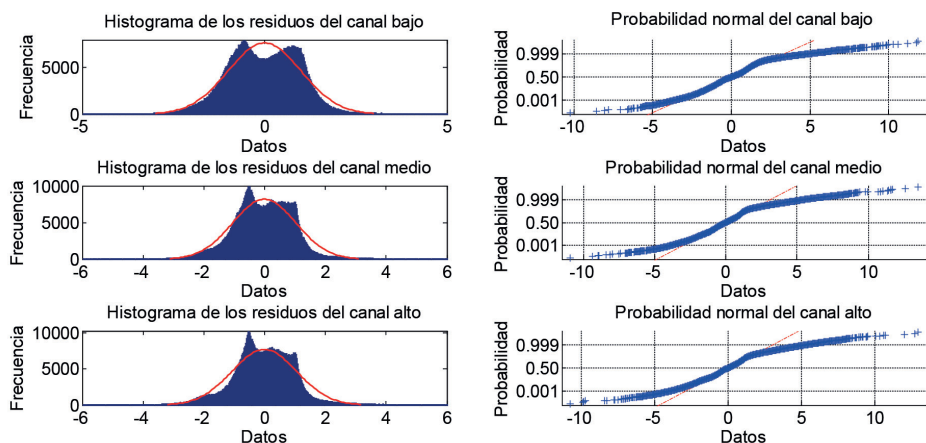 Histograma de los residuos del canal bajo
Frecuencia
5000
0
-5 0 5
Datos
Probabilidad normal del canal bajo
Probabilidad
0.999
0.50
0.001
-10 -5 0 5 10
Datos
Histograma de los residuos del canal medio
Frecuencia
10000
5000
0
-6 -4 -2 0 2 4 6
Datos
Probabilidad normal del canal medio
Probabilidad
0.999
0.50
0.001
-10 -5 0 5 10
Datos
Histograma de los residuos del canal alto
Frecuencia
10000
5000
0
-6 -4 -2 0 2 4 6
Datos
Probabilidad normal del canal alto
Probabilidad
0.999
0.50
0.001
-10 -5 0 5 10
Datos